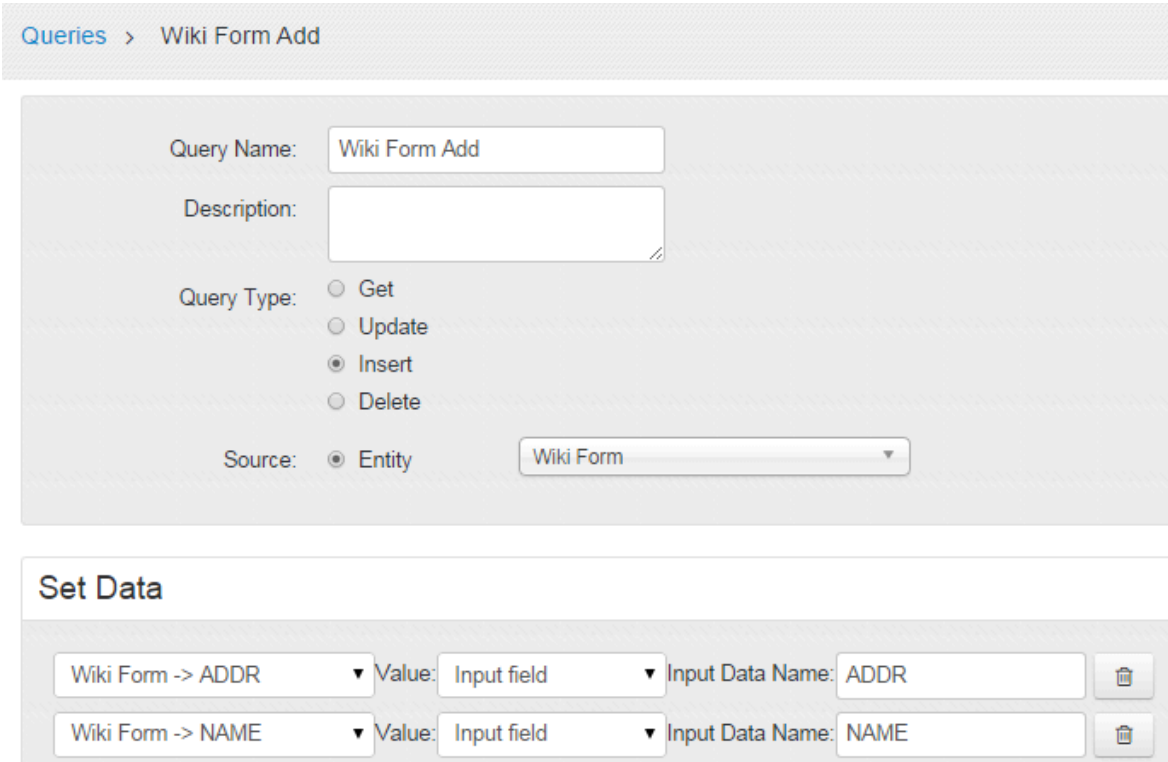 Queries > Wiki Form Add
Query Name: Wiki Form Add
Description:
Query Type: Get
Update
Insert
Delete
Source: Entity Wiki Form
Set Data
Wiki Form -> ADDR Value: Input field Input Data Name: ADDR
Wiki Form -> NAME Value: Input field Input Data Name: NAME